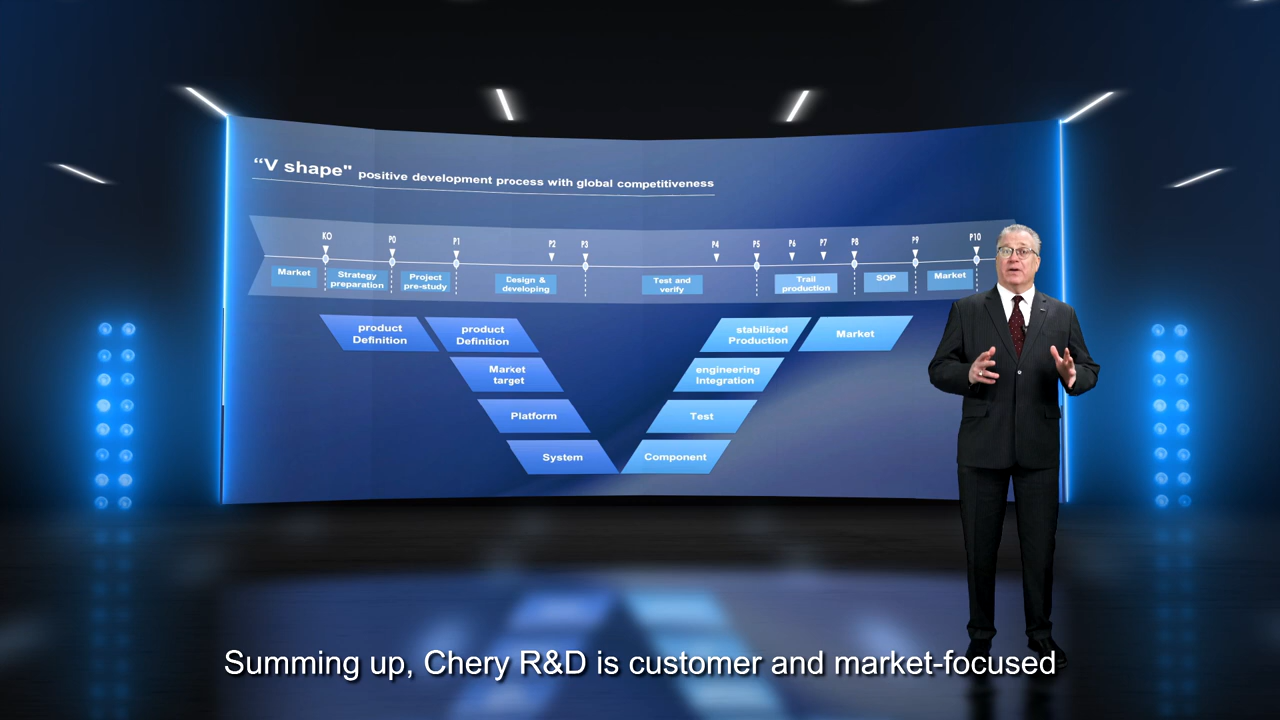 “V shape" positive development process with global competitiveness
KO P0 P1 P2 P3 P4 P5 P6 P7 P8 P9 P10
Market
Strategy
preparation
Project
pre-study
Design &
developing
Test and
verify
Trail
production
SOP
Market
product
Definition
product
Definition
Market
target
Platform
System
stabilized
Production
Market
engineering
Integration
Test
Component
Summing up, Chery R&D is customer and market-focused